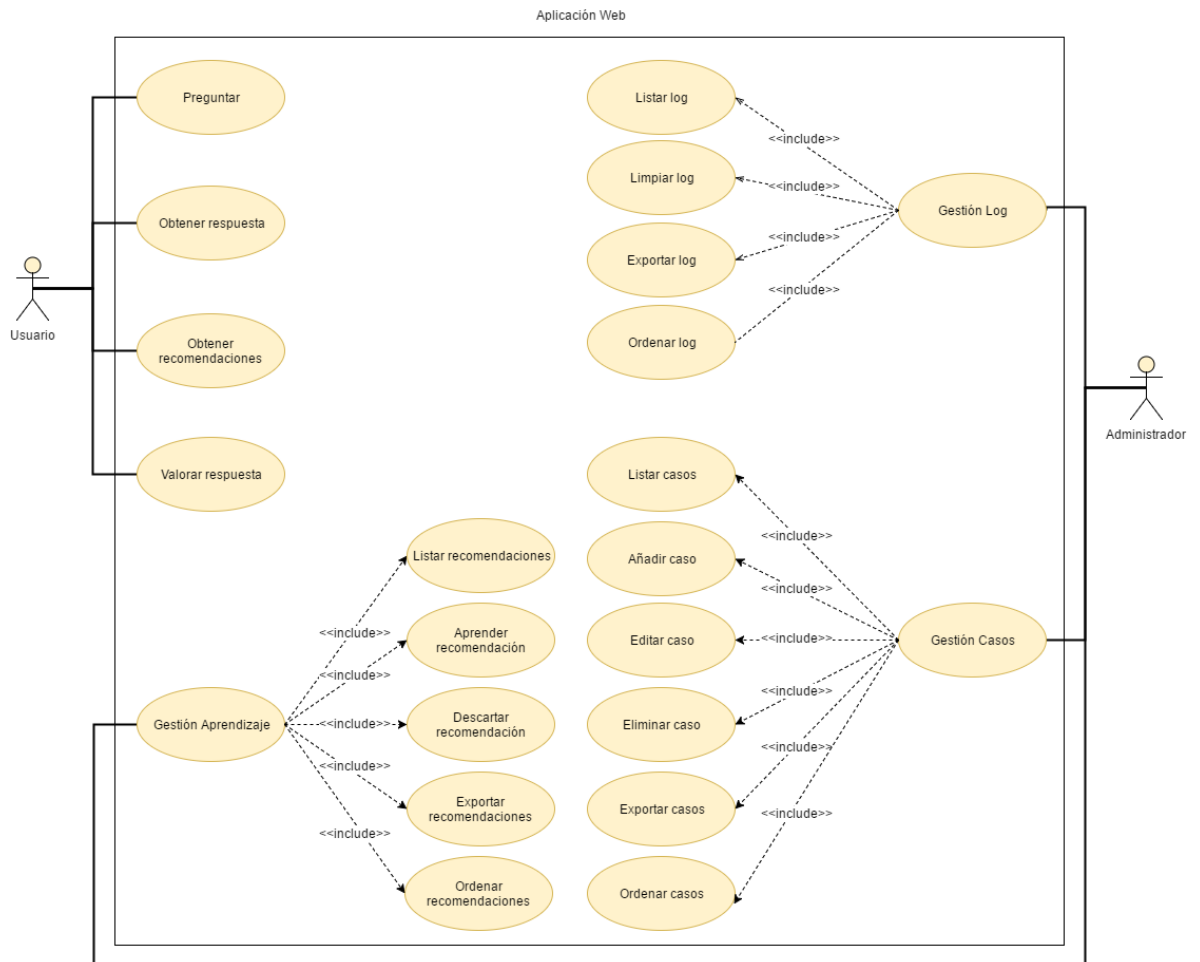 Aplicación Web
Preguntar
Obtener respuesta
Obtener
recomendaciones
Valorar respuesta
Usuario
Listar log
Limpiar log
Exportar log
Ordenar log
<<include>>
<<include>>
<<include>>
<<include>>
Gestión Log
Administrador
Listar casos
Añadir caso
Editar caso
Eliminar caso
Exportar casos
Ordenar casos
<<include>>
<<include>>
<<include>>
<<include>>
<<include>>
<<include>>
Gestión Casos
Gestión Aprendizaje
<<include>>
<<include>>
<<include>>
<<include>>
<<include>>
Listar recomendaciones
Aprender
recomendación
Descartar
recomendación
Exportar
recomendaciones
Ordenar
recomendaciones